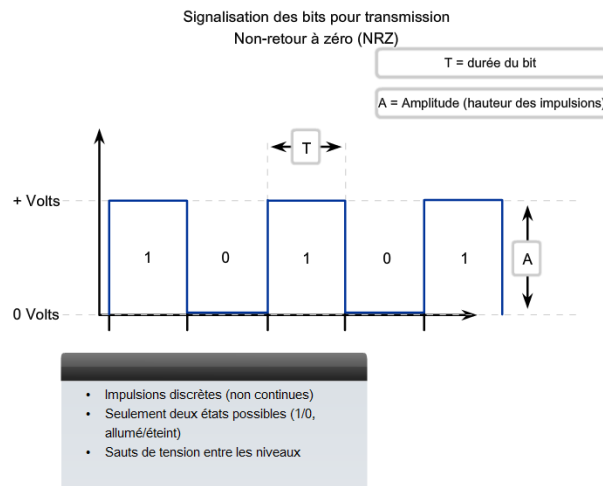 Signalisation des bits pour transmission
Non-retour à zéro (NRZ)
T = durée du bit
A = Amplitude (hauteur des impulsions)
T
+ Volts
1 0 1 0 1
A
0 Volts
• Impulsions discrètes (non continues)
• Seulement deux états possibles (1/0,
allumé/éteint)
• Sauts de tension entre les niveaux